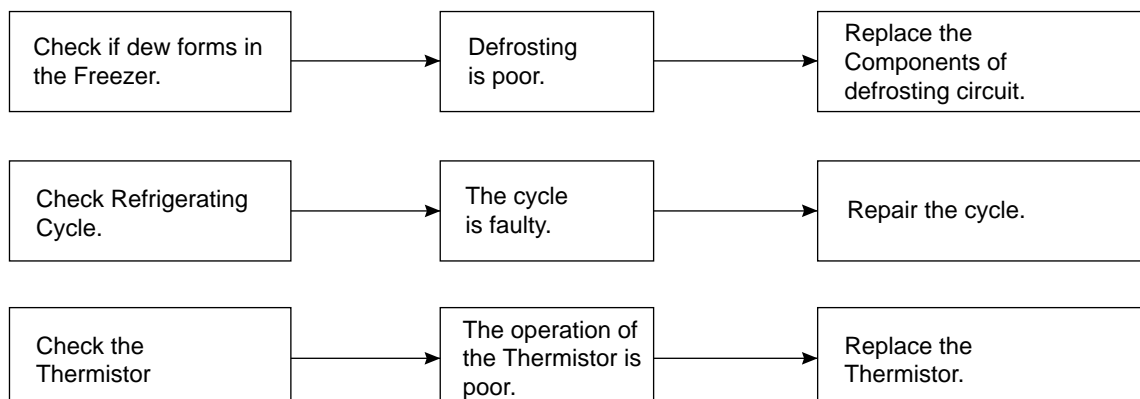 Check if dew forms in
the Freezer.
Defrosting
is poor.
Replace the
Components of
defrosting circuit.
Check Refrigerating
Cycle.
The cycle
is faulty.
Repair the cycle.
Check the
Thermistor
The operation of
the Thermistor is
poor.
Replace the
Thermistor.